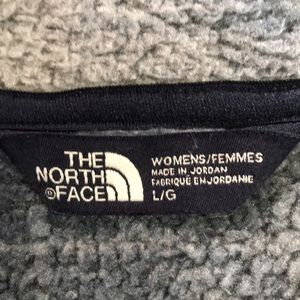 THE
NORTH
FACE
WOMENS/FEMMES
MADE IN JORDAN
FABRIQUÉ EN JORDANIE
L/G